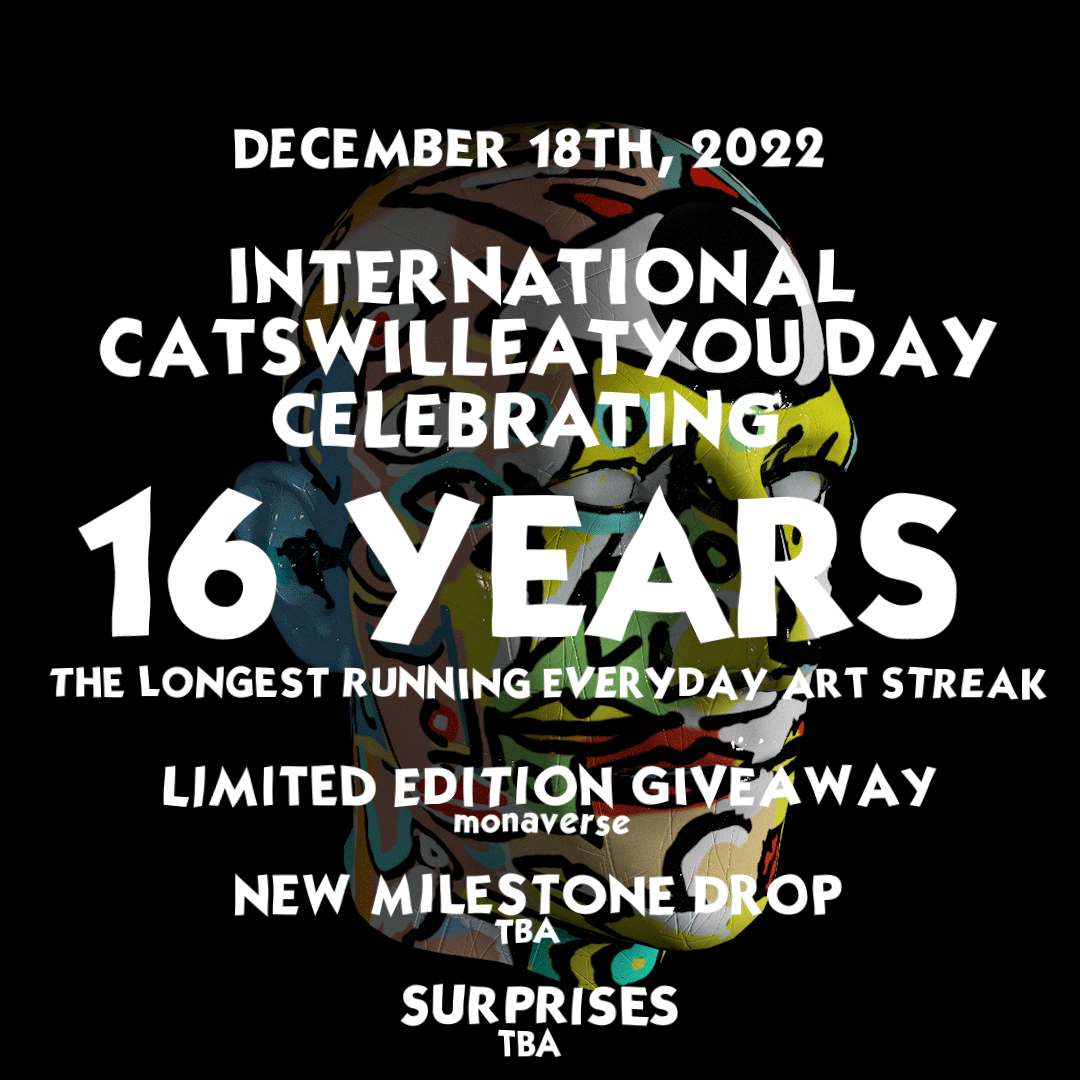 DECEMBER 18TH, 2022
INTERNATIONAL
CATSWILLEATYOU DAY
CELEBRATING
16 YEARS
THE LONGEST RUNNING EVERYDAY ART STREAK
LIMITED EDITION GIVEAWAY
monaverse
NEW MILESTONE DROP
TBA
SURPRISES
TBA